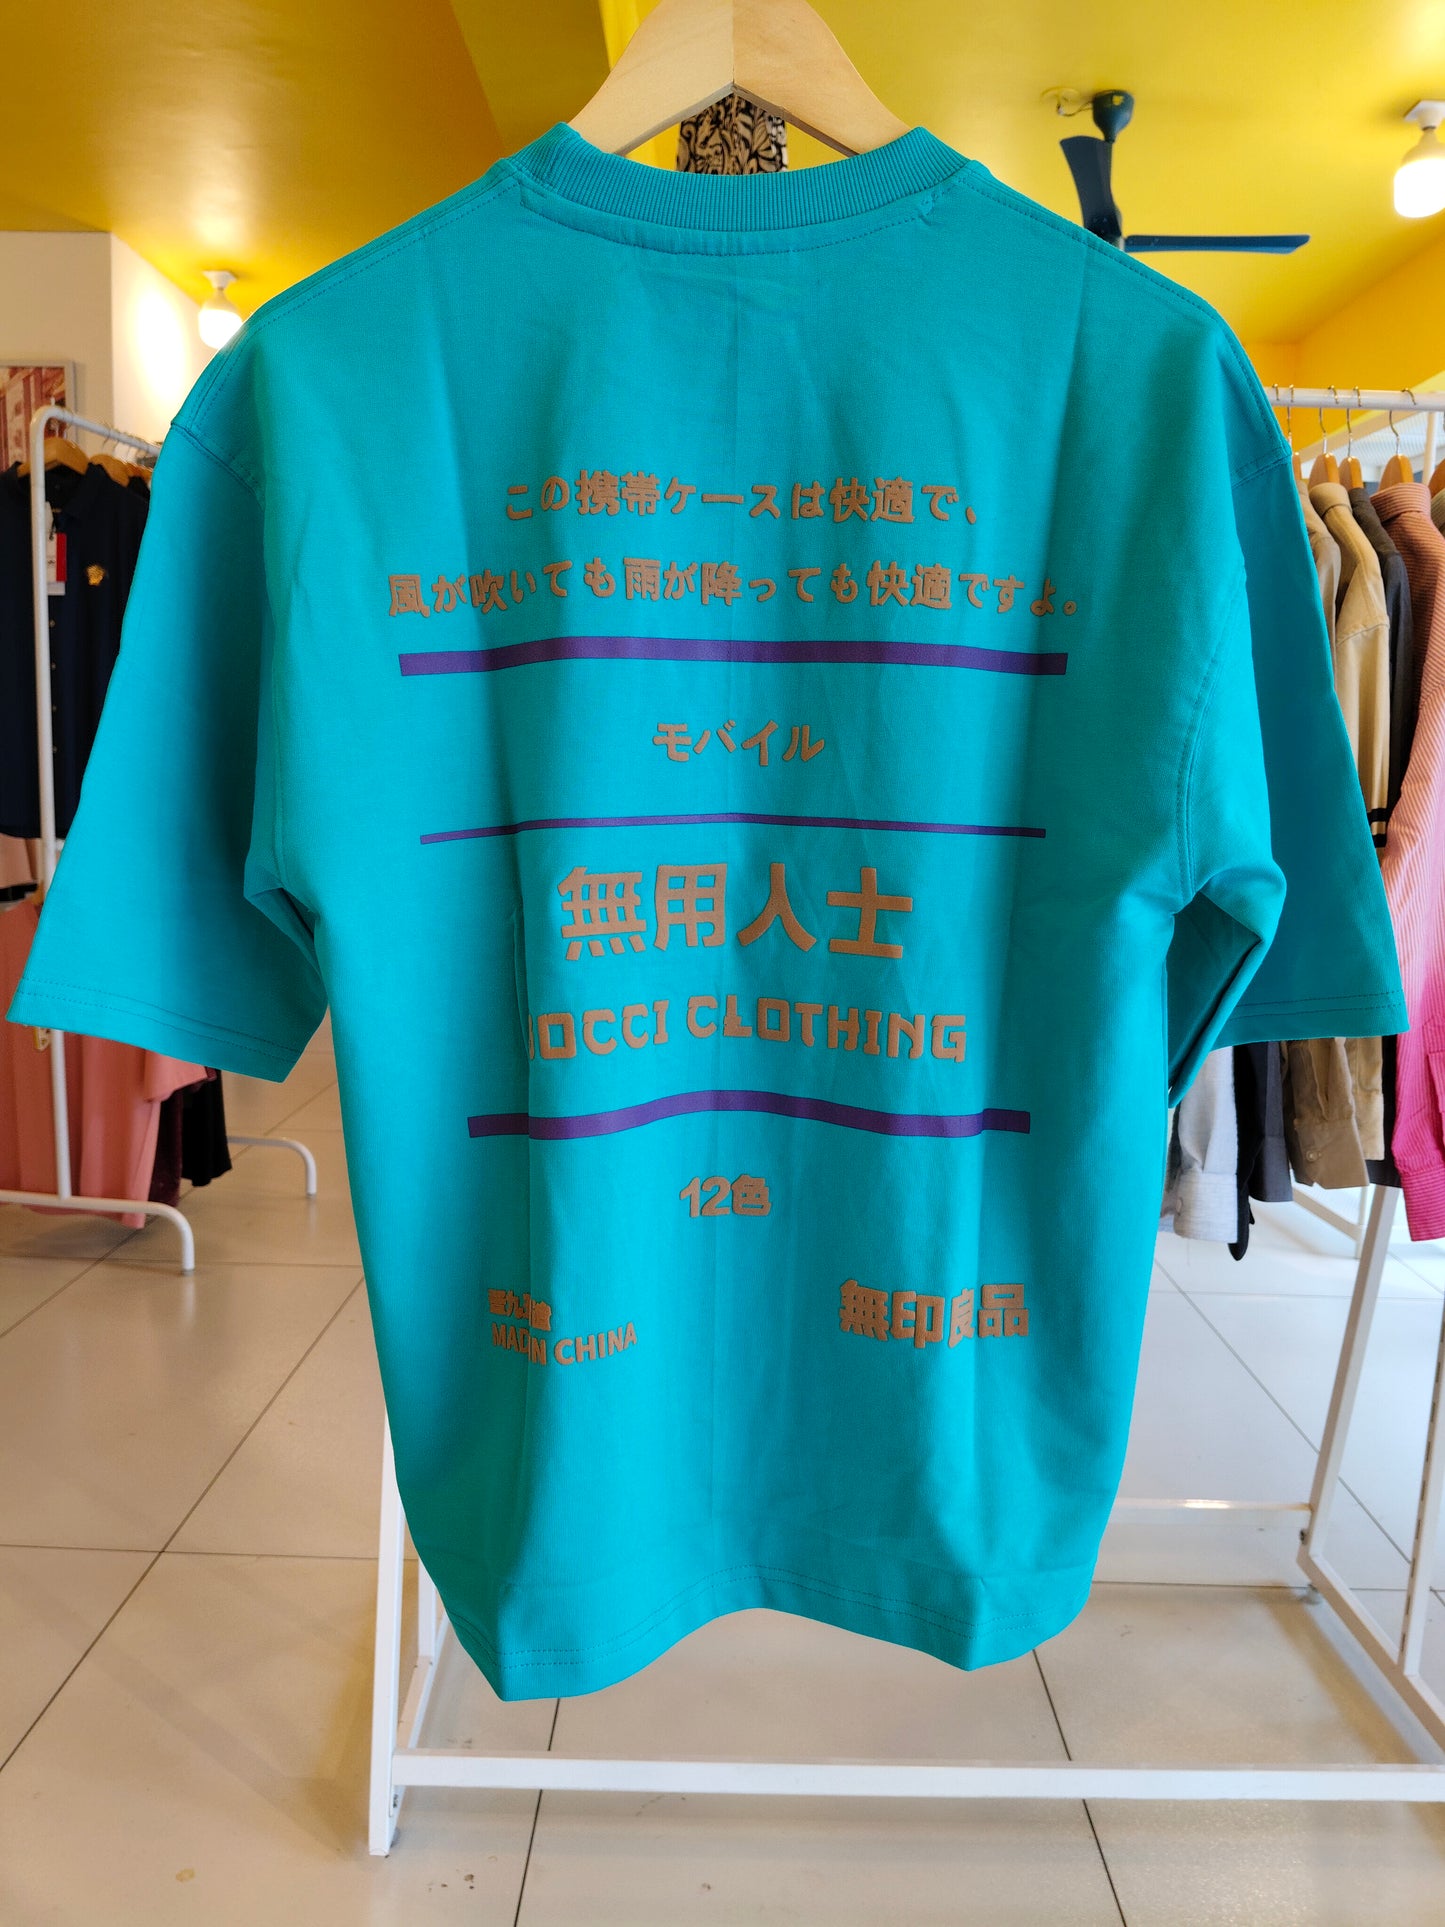 この携帯ケースは快適で、
風が吹いても雨が降っても快適ですよ。
モバイル
無用人士
OCCI CLOTHING
12色
無印良品
IN CHINA